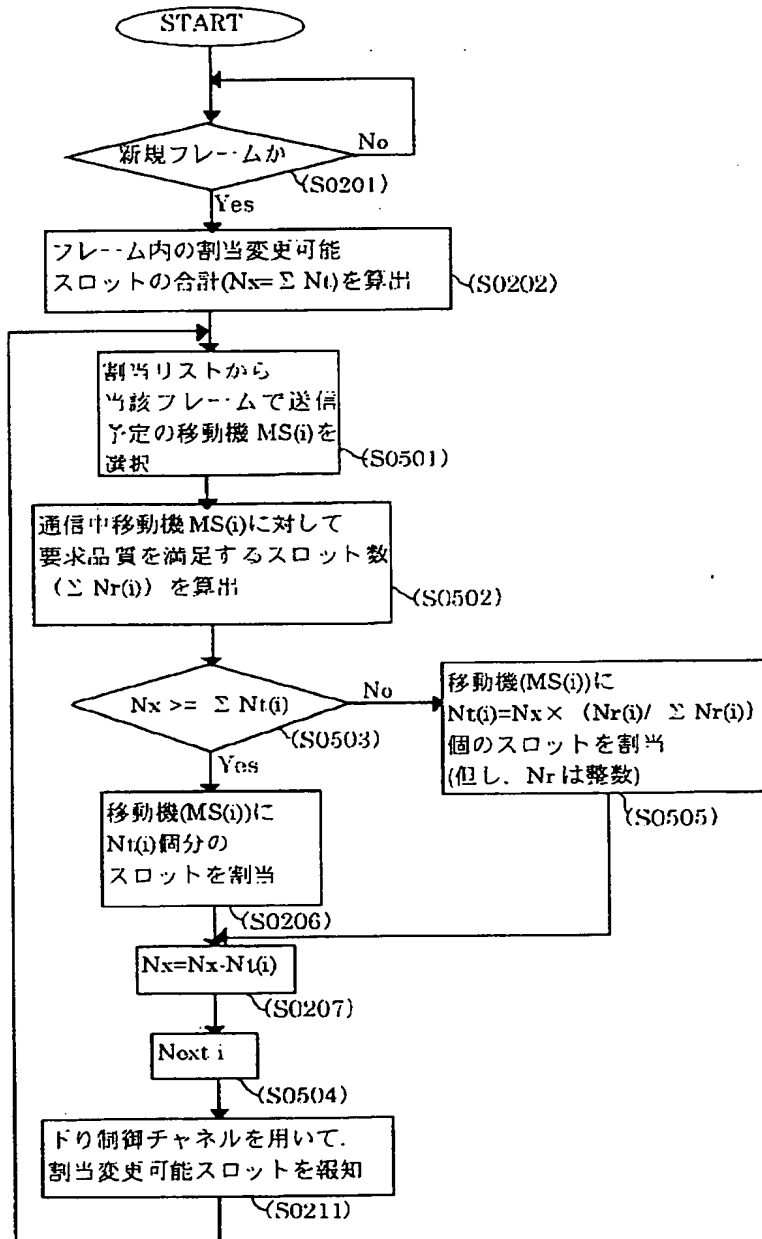 START
新規フレームか
No
(S0201)
Yes
フレーム内の割当変更可能
スロットの合計(Nx=Σ Nt)を算出
(S0202)
割当リストから
当該フレームで送信
予定の移動機 MS(i)を
選択
(S0501)
通信中移動機MS(i)に対して
要求品質を満足するスロット数
(Σ Nr(i)) を算出
(S0502)
Nx >= Σ Nt(i)
No
(S0503)
Yes
移動機(MS(i))に
Nt(i)=Nx× (Nr(i)/ Σ Nr(i))
個のスロットを割当
(但し、Nrは整数)
(S0505)
移動機(MS(i))に
Nt(i)個分の
スロットを割当
(S0206)
Nx=Nx-Nt(i)
(S0207)
Next i
(S0504)
下り制御チャネルを用いて、
割当変更可能スロットを報知
(S0211)